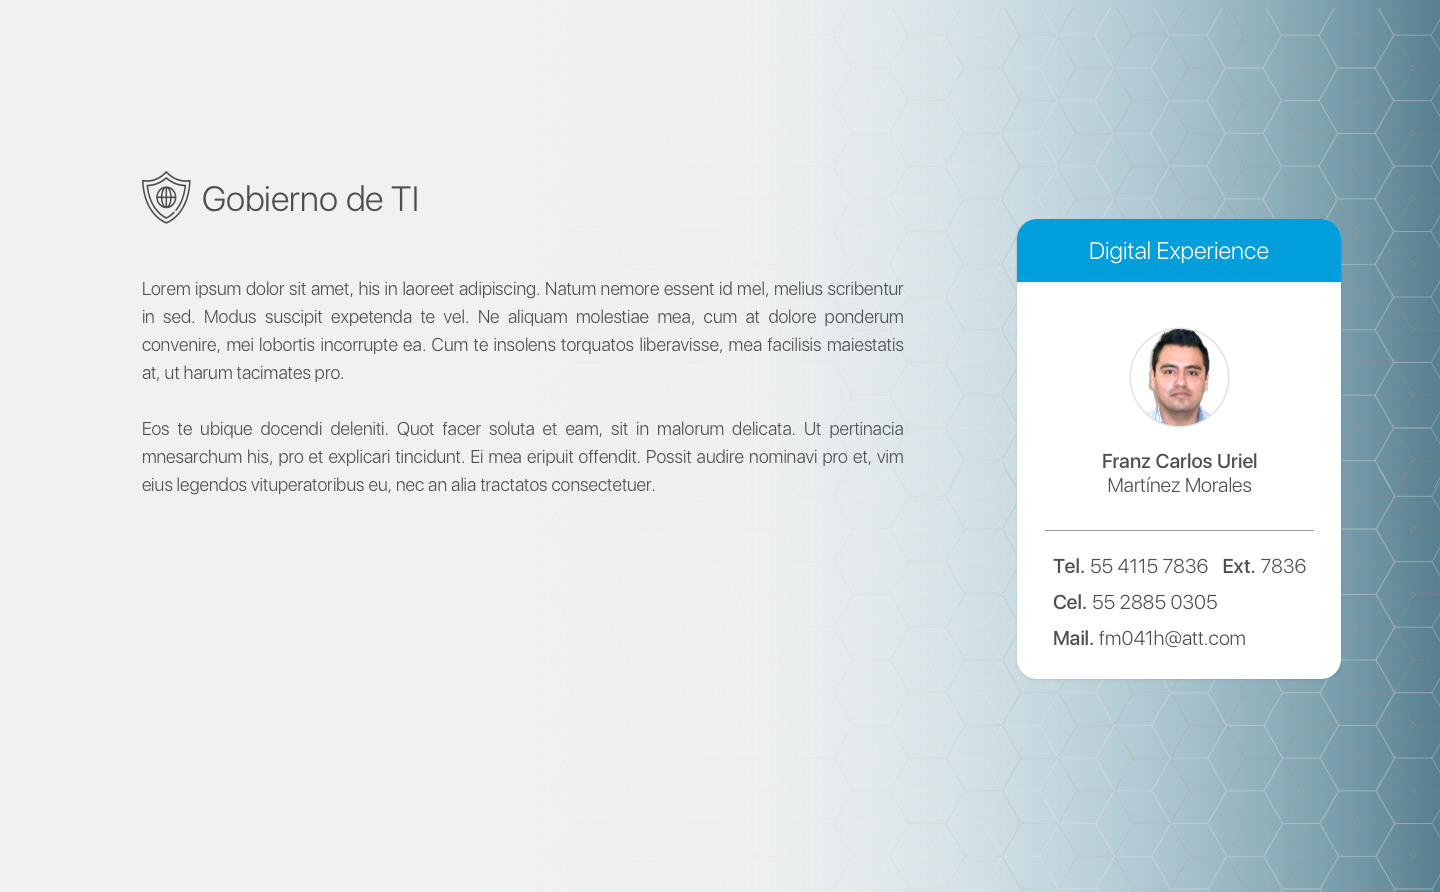 Gobierno de TI
Lorem ipsum dolor sit amet, his in laoreet adipiscing. Natum nemore essent id mel, melius scribentur
in sed. Modus suscipit expetenda te vel. Ne aliquam molestiae mea, cum at dolore ponderum
convenire, mei lobortis incorrupte ea. Cum te insolens torquatos liberavisse, mea facilisis maiestatis
at, ut harum tacimates pro.
Eos te ubique docendi deleniti. Quot facer soluta et eam, sit in malorum delicata. Ut pertinacia
mnesarchum his, pro et explicari tincidunt. Ei mea eripuit offendit. Possit audire nominavi pro et, vim
eius legendos vituperatoribus eu, nec an alia tractatos consectetuer.
Digital Experience
Franz Carlos Uriel
Martínez Morales
Tel. 55 4115 7836 Ext. 7836
Cel. 55 2885 0305
Mail. fm041h@att.com